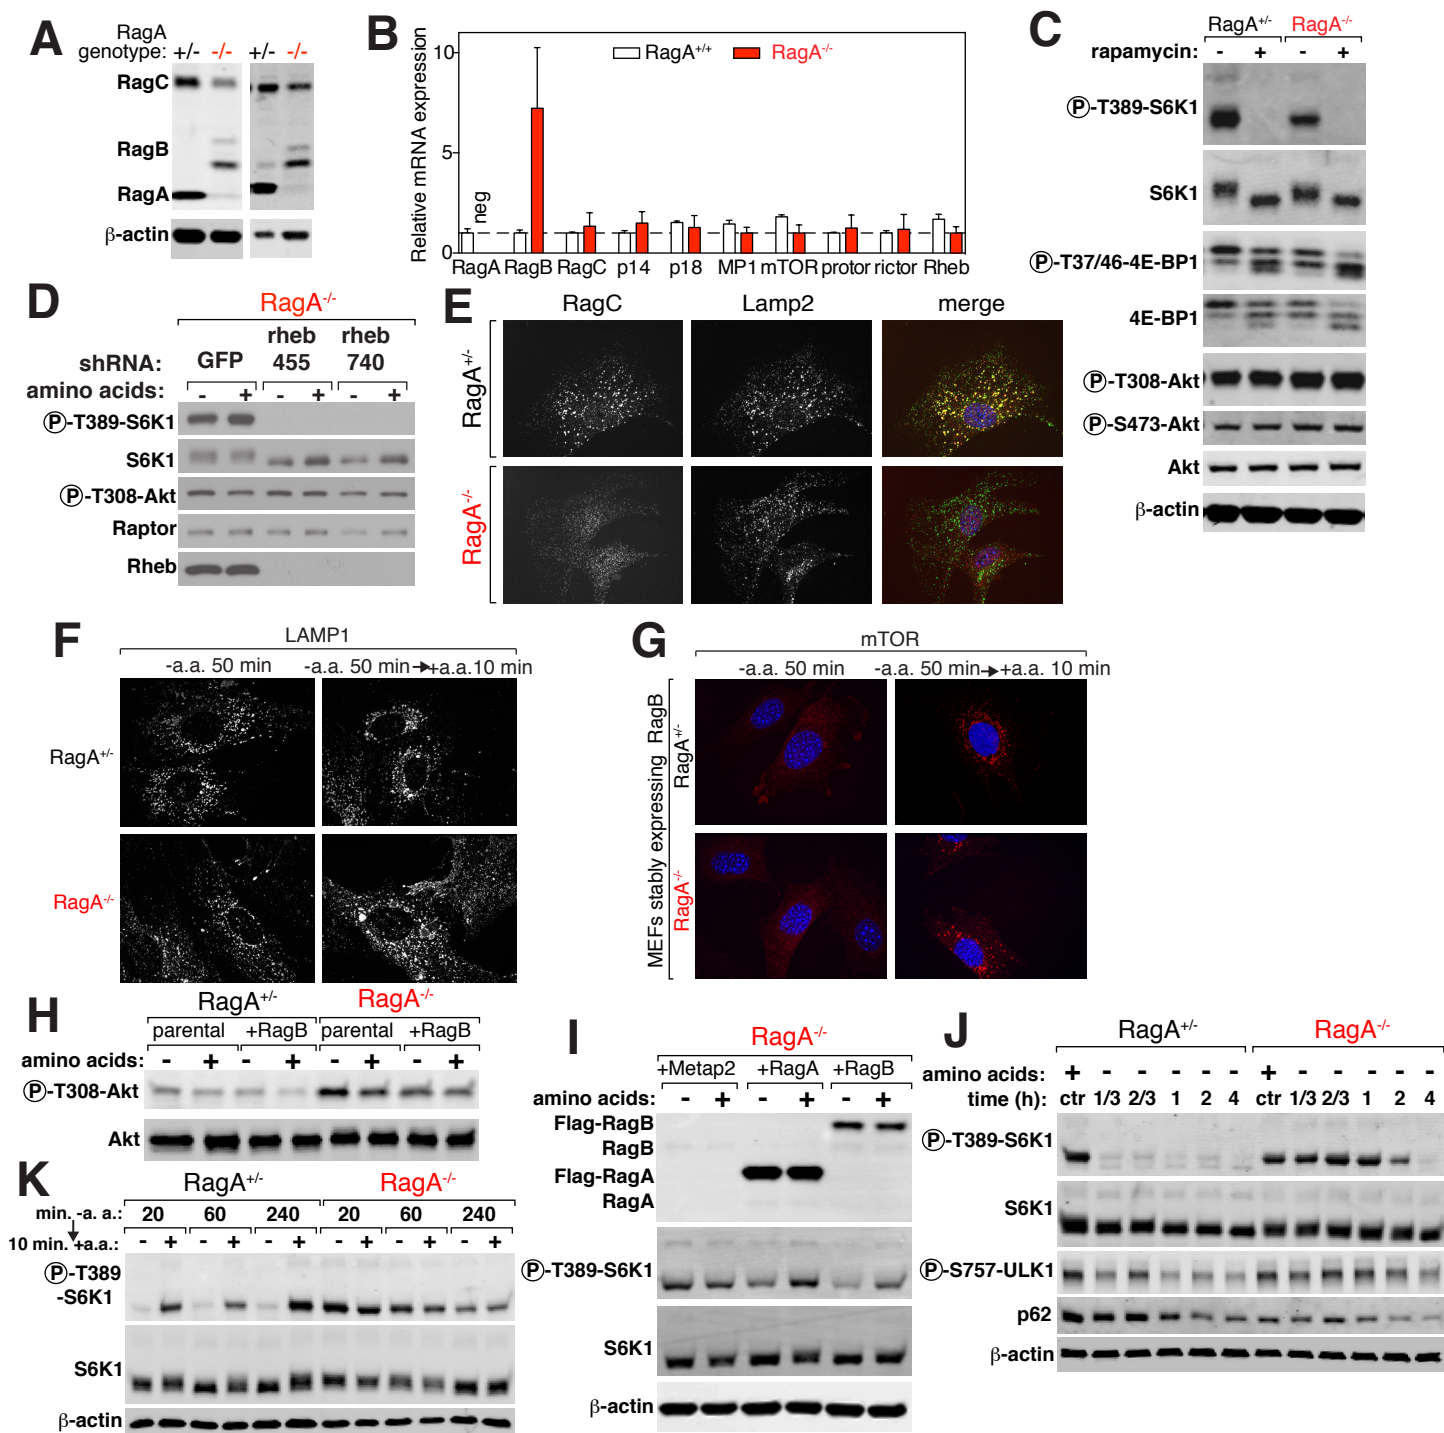 A
RagA
genotype: +/- -/- +/- -/-
RagC
RagB
RagA
β-actin
B
Relative mRNA expression
10
5
0
RagA+/+ RagA-/-
neg
RagA RagB RagC p14 p18 MP1 mTOR protor rictor Rheb
C
RagA+/- RagA-/-
rapamycin: - + - +
Ⓟ-T389-S6K1
S6K1
Ⓟ-T37/46-4E-BP1
4E-BP1
Ⓟ-T308-Akt
Ⓟ-S473-Akt
Akt
β-actin
D
RagA-/-
shRNA: GFP rheb 455 rheb 740
amino acids: - + - + - +
Ⓟ-T389-S6K1
S6K1
Ⓟ-T308-Akt
Raptor
Rheb
E
RagC Lamp2 merge
RagA+/-
RagA-/-
F
LAMP1
-a.a. 50 min -a.a. 50 min→+a.a.10 min
RagA+/-
RagA-/-
G
mTOR
-a.a. 50 min -a.a. 50 min→+a.a. 10 min
MEFs stably expressing RagB
RagA+/-
RagA-/-
H
RagA+/- RagA-/-
parental +RagB parental +RagB
amino acids: - + - + - + - +
Ⓟ-T308-Akt
Akt
I
RagA-/-
+Metap2 +RagA +RagB
amino acids: - + - + - +
Flag-RagB
RagB
Flag-RagA
RagA
Ⓟ-T389-S6K1
S6K1
β-actin
J
RagA+/- RagA-/-
amino acids: + - - - - - + - - - - -
time (h): ctr 1/3 2/3 1 2 4 ctr 1/3 2/3 1 2 4
Ⓟ-T389-S6K1
S6K1
Ⓟ-S757-ULK1
p62
β-actin
K
RagA+/- RagA-/-
min. -a. a.: 20 60 240 20 60 240
↓
10 min. +a.a.: - + - + - + - + - + - +
Ⓟ-T389
-S6K1
S6K1
β-actin